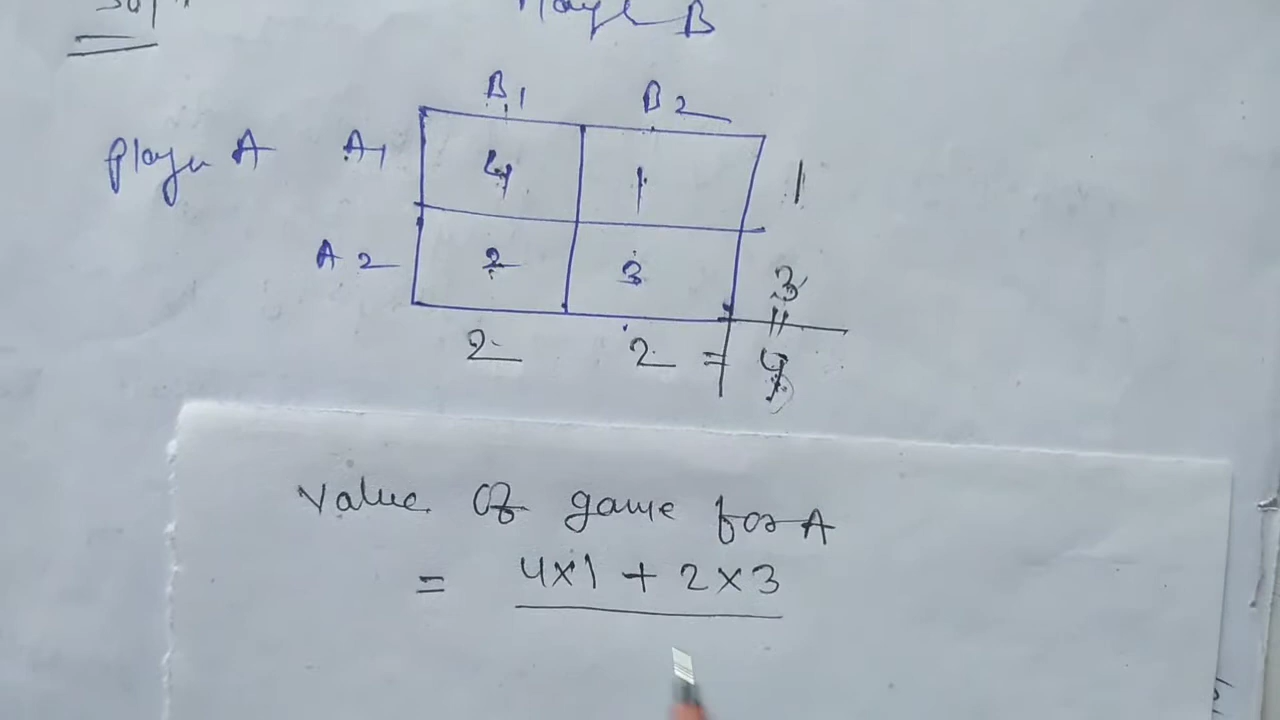 B
B1 B2
Player A A1 4 1 1
A2 2 3 3
2 2 = 4
Value of game for A
= 4×1 + 2×3